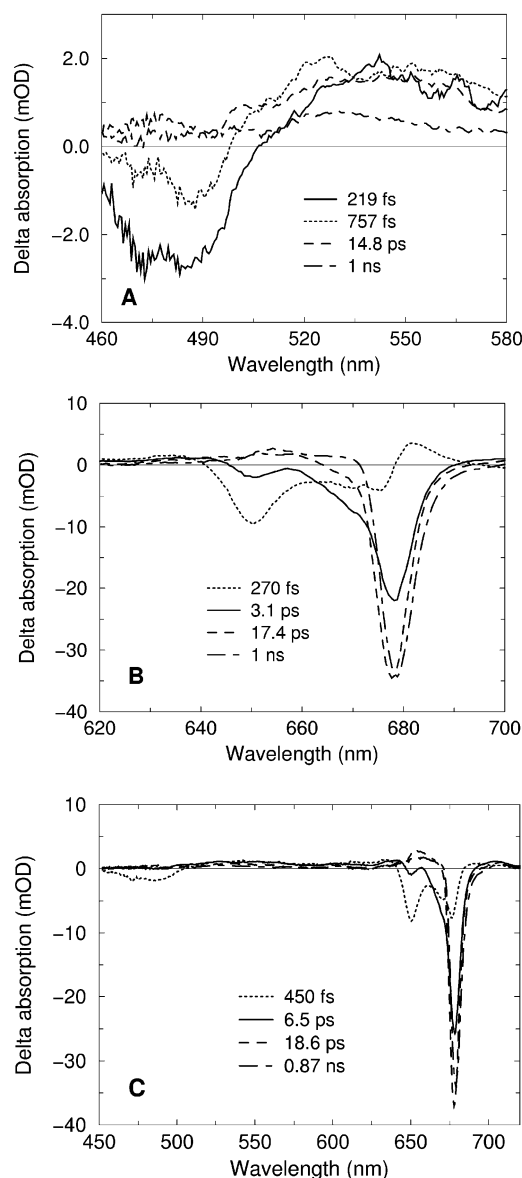 2.0
0.0
−2.0
−4.0
Delta absorption (mOD)
219 fs
757 fs
14.8 ps
1 ns
A
460 490 520 550 580
Wavelength (nm)
10
0
−10
−20
−30
−40
Delta absorption (mOD)
270 fs
3.1 ps
17.4 ps
1 ns
B
620 640 660 680 700
Wavelength (nm)
10
0
−10
−20
−30
−40
Delta absorption (mOD)
450 fs
6.5 ps
18.6 ps
0.87 ns
C
450 500 550 600 650 700
Wavelength (nm)